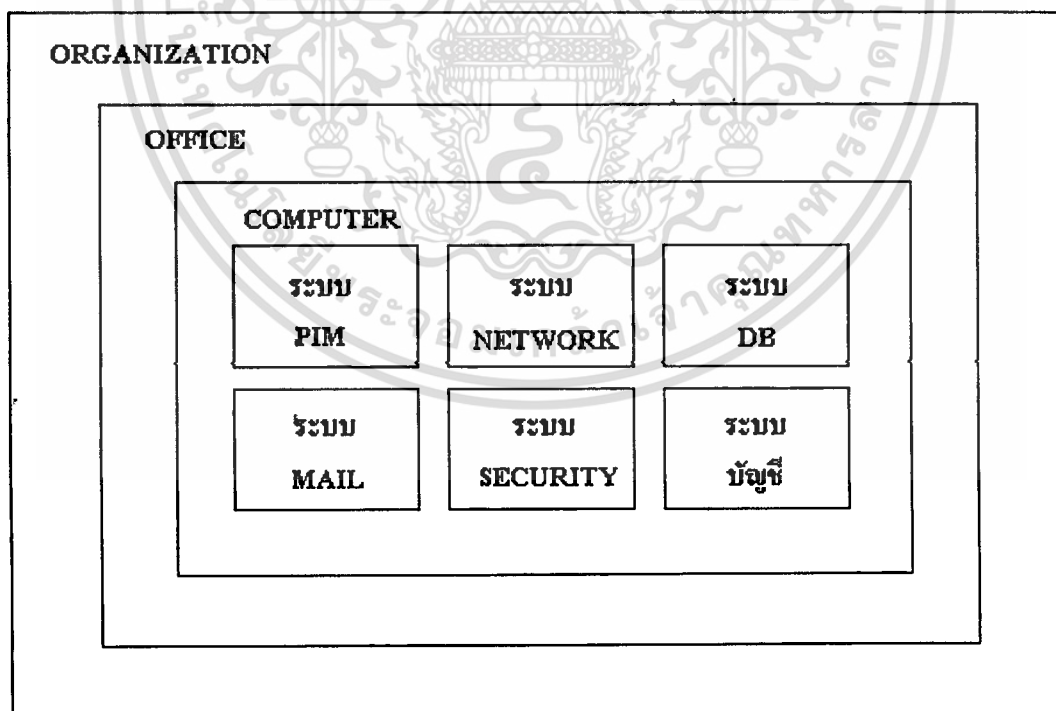 ORGANIZATION
OFFICE
COMPUTER
ระบบ
PIM
ระบบ
NETWORK
ระบบ
DB
ระบบ
MAIL
ระบบ
SECURITY
ระบบ
บัญชี